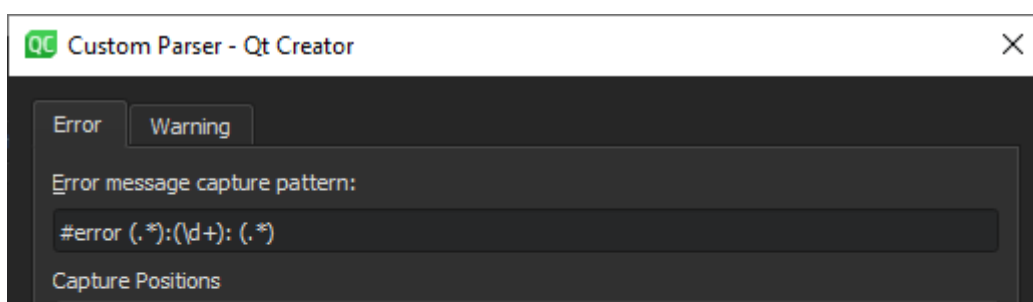 QC Custom Parser - Qt Creator
Error Warning
Error message capture pattern:
#error (.*):(\d+): (.*)
Capture Positions